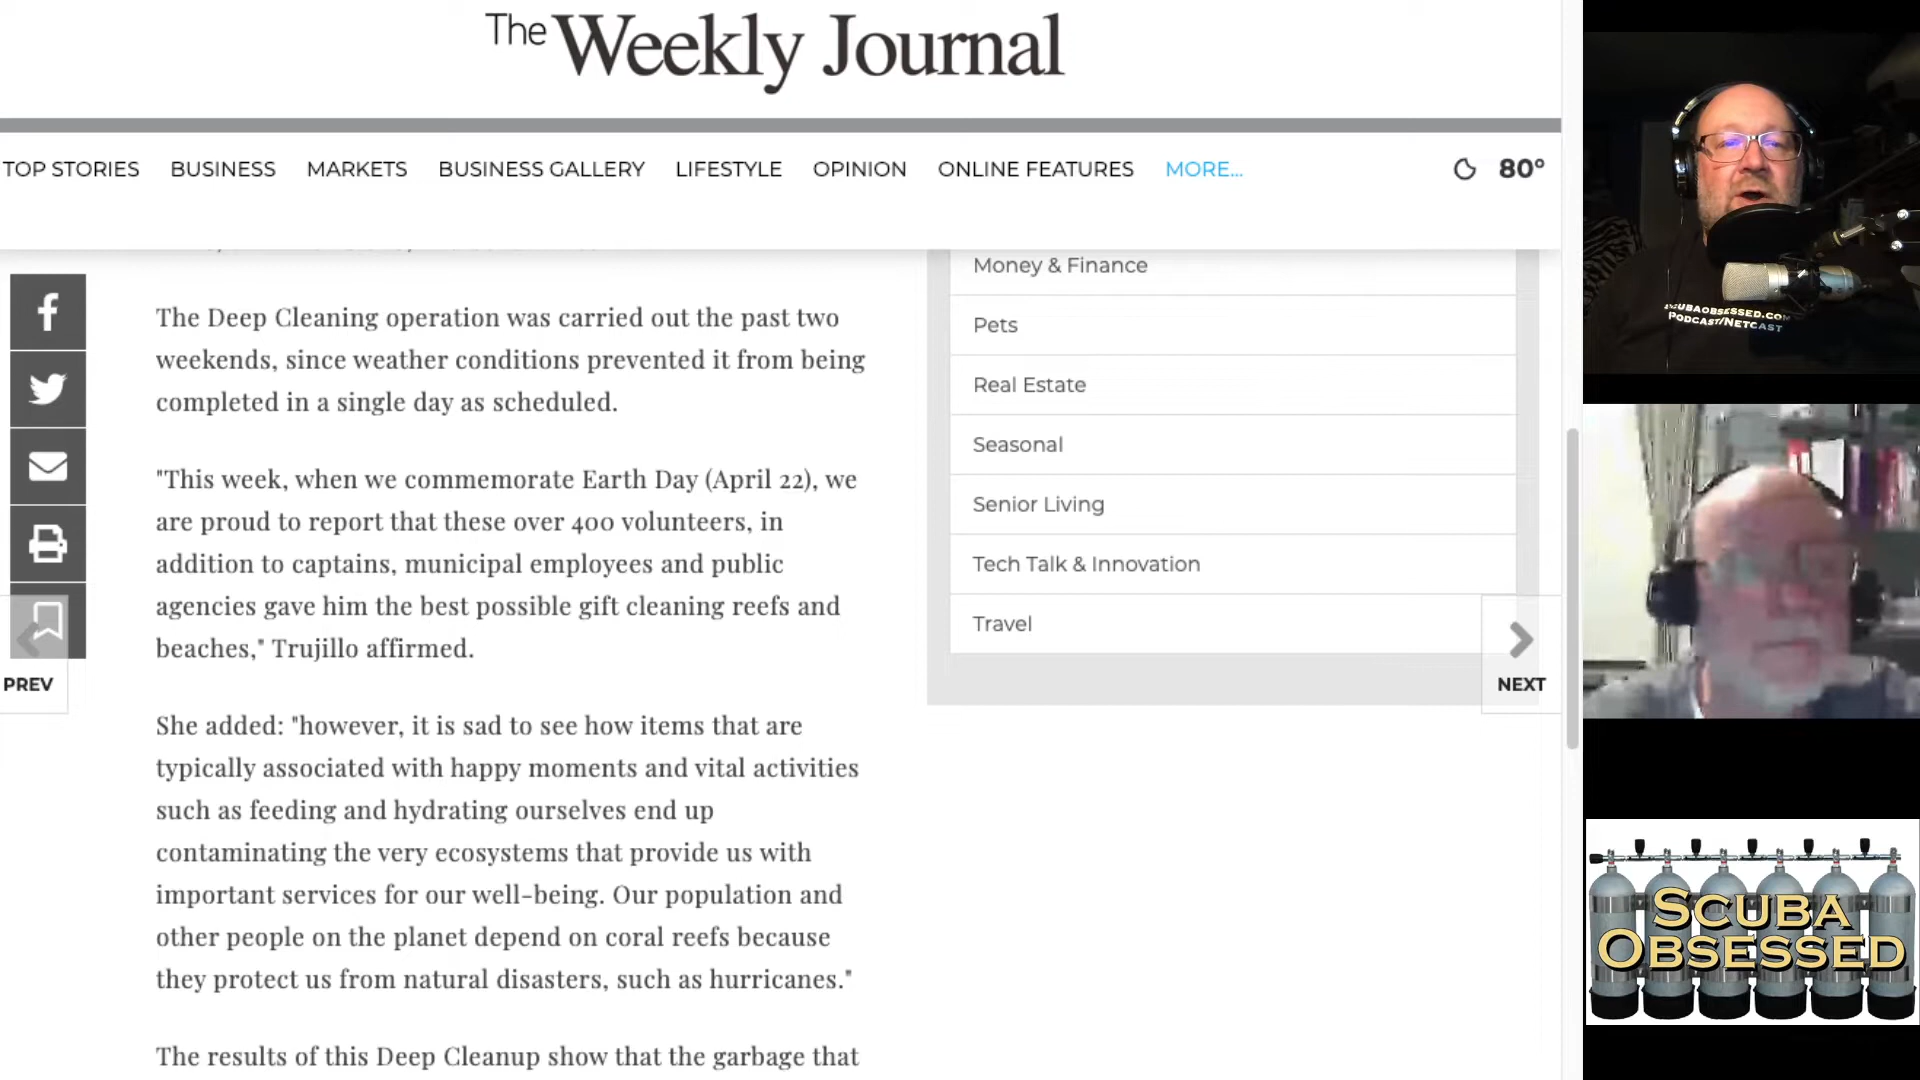 The Weekly Journal
TOP STORIES BUSINESS MARKETS BUSINESS GALLERY LIFESTYLE OPINION ONLINE FEATURES MORE... 80°
The Deep Cleaning operation was carried out the past two
weekends, since weather conditions prevented it from being
completed in a single day as scheduled.
"This week, when we commemorate Earth Day (April 22), we
are proud to report that these over 400 volunteers, in
addition to captains, municipal employees and public
agencies gave him the best possible gift cleaning reefs and
beaches," Trujillo affirmed.
She added: "however, it is sad to see how items that are
typically associated with happy moments and vital activities
such as feeding and hydrating ourselves end up
contaminating the very ecosystems that provide us with
important services for our well-being. Our population and
other people on the planet depend on coral reefs because
they protect us from natural disasters, such as hurricanes."
The results of this Deep Cleanup show that the garbage that
Money & Finance
Pets
Real Estate
Seasonal
Senior Living
Tech Talk & Innovation
Travel
PREV
NEXT
SCUBAOBSESSED.COM
PODCAST/NETCAST
SCUBA
OBSESSED